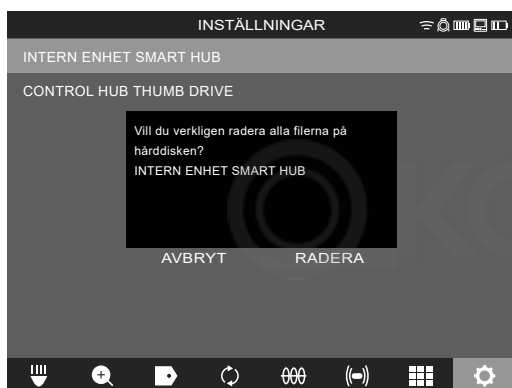 INSTÄLLNINGAR
INTERN ENHET SMART HUB
CONTROL HUB THUMB DRIVE
Vill du verkligen radera alla filerna på
hårddisken?
INTERN ENHET SMART HUB
AVBRYT RADERA